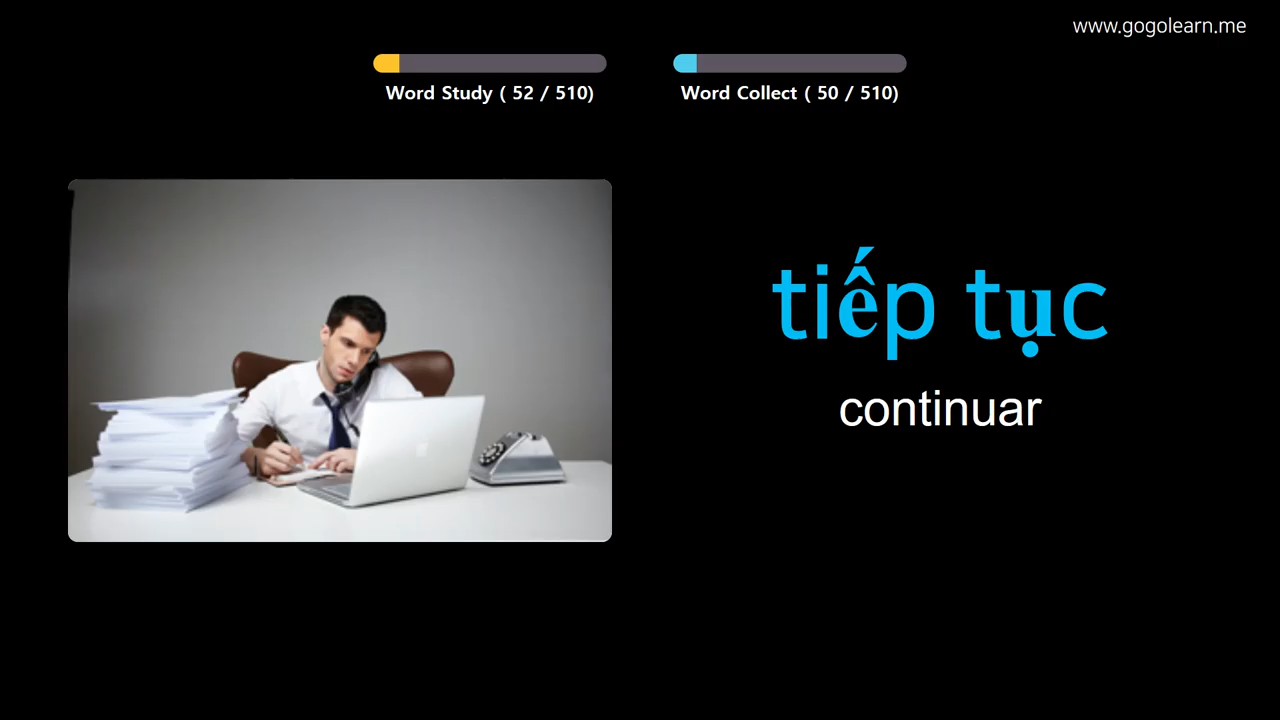 www.gogolearn.me
Word Study ( 52 / 510)
Word Collect ( 50 / 510)
tiếp tục
continuar